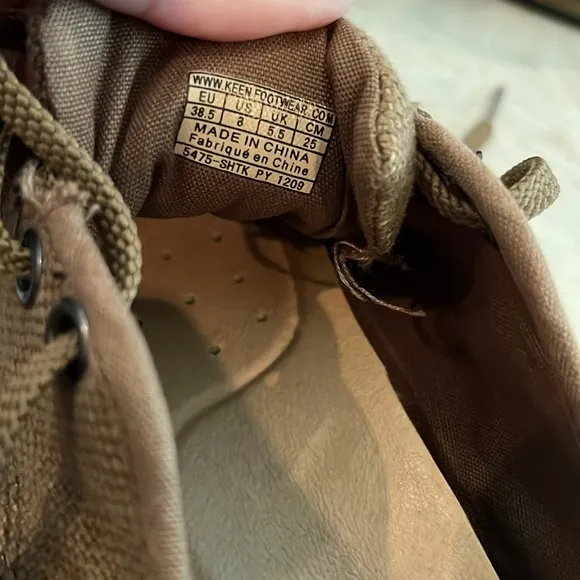 WWW.KEENFOOTWEAR.COM
EU US UK CM
38.5 8 5.5 25
MADE IN CHINA
Fabriqué en Chine
5475-SHTK PY 1209